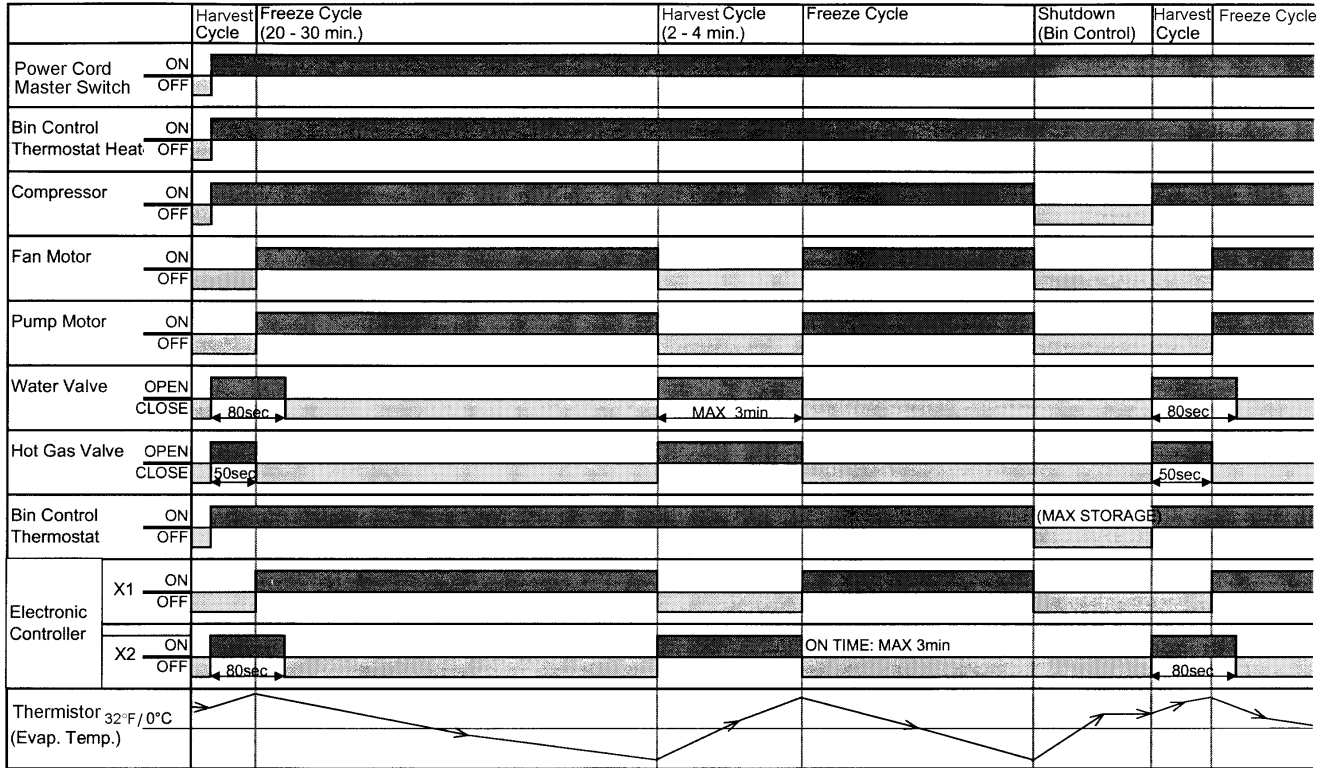 Harvest Cycle
Freeze Cycle (20 - 30 min.)
Harvest Cycle (2 - 4 min.)
Freeze Cycle
Shutdown (Bin Control)
Harvest Cycle
Freeze Cycle
Power Cord Master Switch
ON
OFF
Bin Control Thermostat Heat
ON
OFF
Compressor
ON
OFF
Fan Motor
ON
OFF
Pump Motor
ON
OFF
Water Valve
OPEN
CLOSE
80sec
MAX 3min
80sec
Hot Gas Valve
OPEN
CLOSE
50sec
50sec
Bin Control Thermostat
ON
OFF
(MAX STORAGE)
Electronic Controller
X1
ON
OFF
X2
ON
OFF
80sec
ON TIME: MAX 3min
80sec
Thermistor 32°F/0°C
(Evap. Temp.)